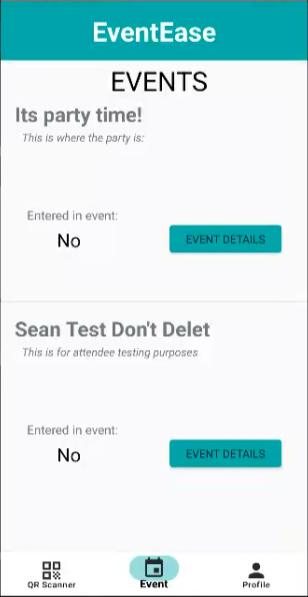 EventEase
EVENTS
Its party time!
This is where the party is:
Entered in event:
No
EVENT DETAILS
Sean Test Don't Delet
This is for attendee testing purposes
Entered in event:
No
EVENT DETAILS
QR Scanner
Event
Profile